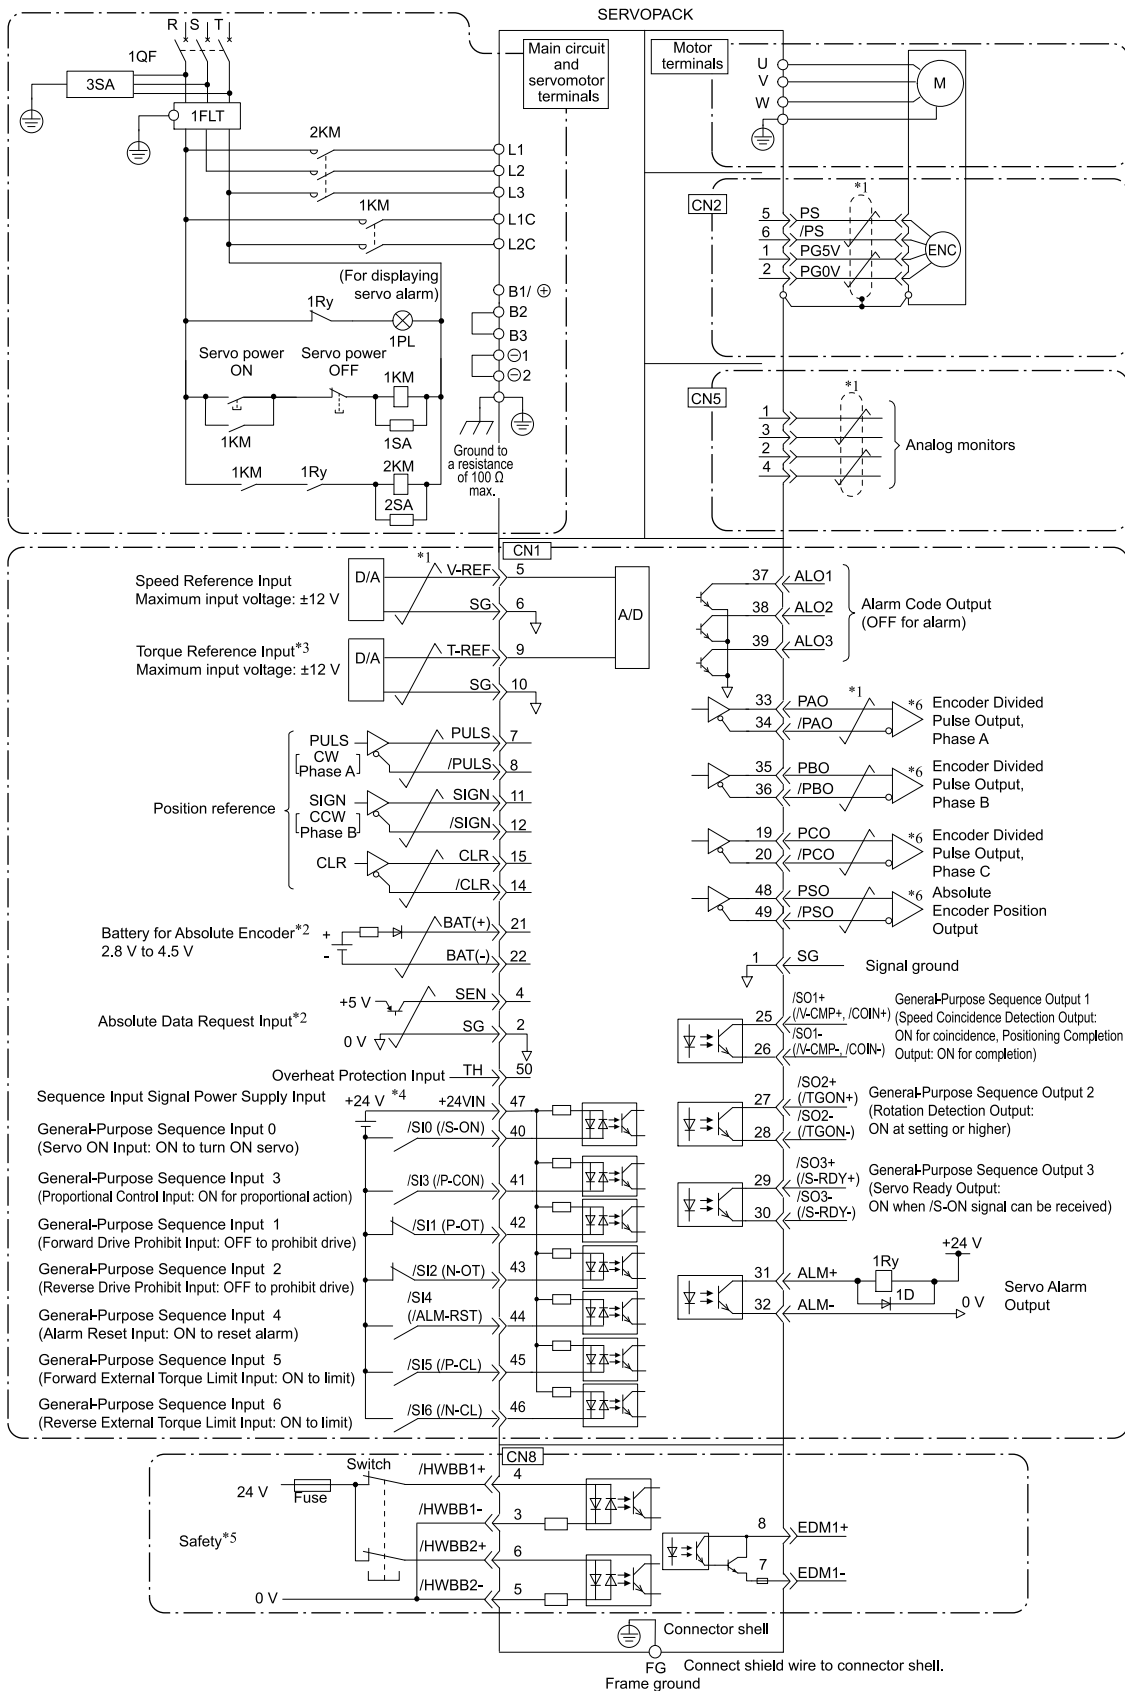 SERVOPACK
R S T
1QF
3SA
1FLT
Main circuit
and
servomotor
terminals
2KM
L1
L2
L3
1KM
L1C
L2C
(For displaying
servo alarm)
B1/ ⊕
1Ry
B2
1PL
B3
Servo power
ON
Servo power
OFF
⊖1
⊖2
1KM
1KM
1SA
Ground to
a resistance
of 100 Ω
max.
1KM
1Ry
2KM
2SA
Motor
terminals
U
V
W
M
CN2
*1
5 PS
6 /PS
1 PG5V
2 PG0V
ENC
CN5
*1
1
3
2
4
Analog monitors
CN1
Speed Reference Input
Maximum input voltage: ±12 V
D/A
*1
V-REF 5
SG 6
A/D
Torque Reference Input*3
Maximum input voltage: ±12 V
D/A
T-REF 9
SG 10
Position reference
PULS
CW
Phase A
PULS 7
/PULS 8
SIGN
CCW
Phase B
SIGN 11
/SIGN 12
CLR
CLR 15
/CLR 14
Battery for Absolute Encoder*2
2.8 V to 4.5 V
+
-
BAT(+) 21
BAT(-) 22
Absolute Data Request Input*2
+5 V
0 V
SEN 4
SG 2
Overheat Protection Input TH 50
Sequence Input Signal Power Supply Input
+24 V *4 +24VIN 47
General-Purpose Sequence Input 0
(Servo ON Input: ON to turn ON servo)
/SI0 (/S-ON) 40
General-Purpose Sequence Input 3
(Proportional Control Input: ON for proportional action)
/SI3 (/P-CON) 41
General-Purpose Sequence Input 1
(Forward Drive Prohibit Input: OFF to prohibit drive)
/SI1 (P-OT) 42
General-Purpose Sequence Input 2
(Reverse Drive Prohibit Input: OFF to prohibit drive)
/SI2 (N-OT) 43
General-Purpose Sequence Input 4
(Alarm Reset Input: ON to reset alarm)
/SI4
(/ALM-RST) 44
General-Purpose Sequence Input 5
(Forward External Torque Limit Input: ON to limit)
/SI5 (/P-CL) 45
General-Purpose Sequence Input 6
(Reverse External Torque Limit Input: ON to limit)
/SI6 (/N-CL) 46
37 ALO1
38 ALO2
39 ALO3
Alarm Code Output
(OFF for alarm)
*1
33 PAO
34 /PAO
*6 Encoder Divided
Pulse Output,
Phase A
35 PBO
36 /PBO
*6 Encoder Divided
Pulse Output,
Phase B
19 PCO
20 /PCO
*6 Encoder Divided
Pulse Output,
Phase C
48 PSO
49 /PSO
*6 Absolute
Encoder Position
Output
1 SG
Signal ground
/SO1+
25 (/V-CMP+, /COIN+)
/SO1-
26 (/V-CMP-, /COIN-)
General-Purpose Sequence Output 1
(Speed Coincidence Detection Output:
ON for coincidence, Positioning Completion
Output: ON for completion)
/SO2+
27 (/TGON+)
/SO2-
28 (/TGON-)
General-Purpose Sequence Output 2
(Rotation Detection Output:
ON at setting or higher)
/SO3+
29 (/S-RDY+)
/SO3-
30 (/S-RDY-)
General-Purpose Sequence Output 3
(Servo Ready Output:
ON when /S-ON signal can be received)
+24 V
1Ry
31 ALM+
1D
32 ALM-
0 V
Servo Alarm
Output
CN8
Switch
24 V
Fuse
Safety*5
0 V
/HWBB1+ 4
/HWBB1- 3
/HWBB2+ 6
/HWBB2- 5
8 EDM1+
7 EDM1-
Connector shell
FG
Frame ground
Connect shield wire to connector shell.